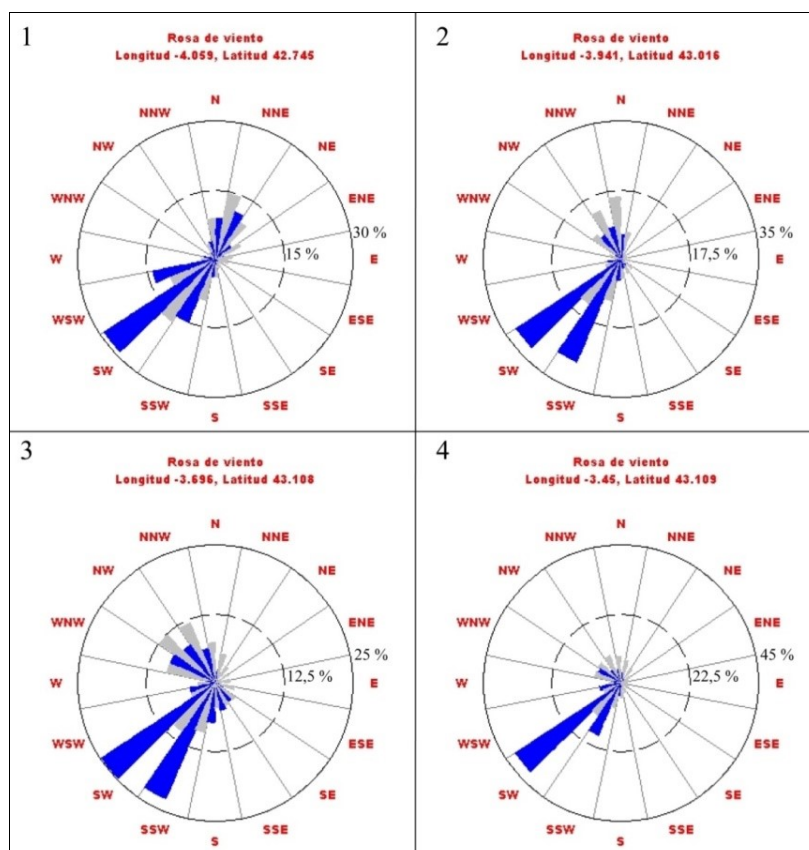 1
Rosa de viento
Longitud -4.059, Latitud 42.745
N
NNW
NNE
NW
NE
WNW
ENE
30 %
W
15 %
E
WSW
ESE
SW
SE
SSW
SSE
S
2
Rosa de viento
Longitud -3.941, Latitud 43.016
N
NNW
NNE
NW
NE
WNW
ENE
35 %
W
17,5 %
E
WSW
ESE
SW
SE
SSW
SSE
S
3
Rosa de viento
Longitud -3.696, Latitud 43.108
N
NNW
NNE
NW
NE
WNW
ENE
25 %
W
12,5 %
E
WSW
ESE
SW
SE
SSW
SSE
S
4
Rosa de viento
Longitud -3.45, Latitud 43.109
N
NNW
NNE
NW
NE
WNW
ENE
45 %
W
22,5 %
E
WSW
ESE
SW
SE
SSW
SSE
S